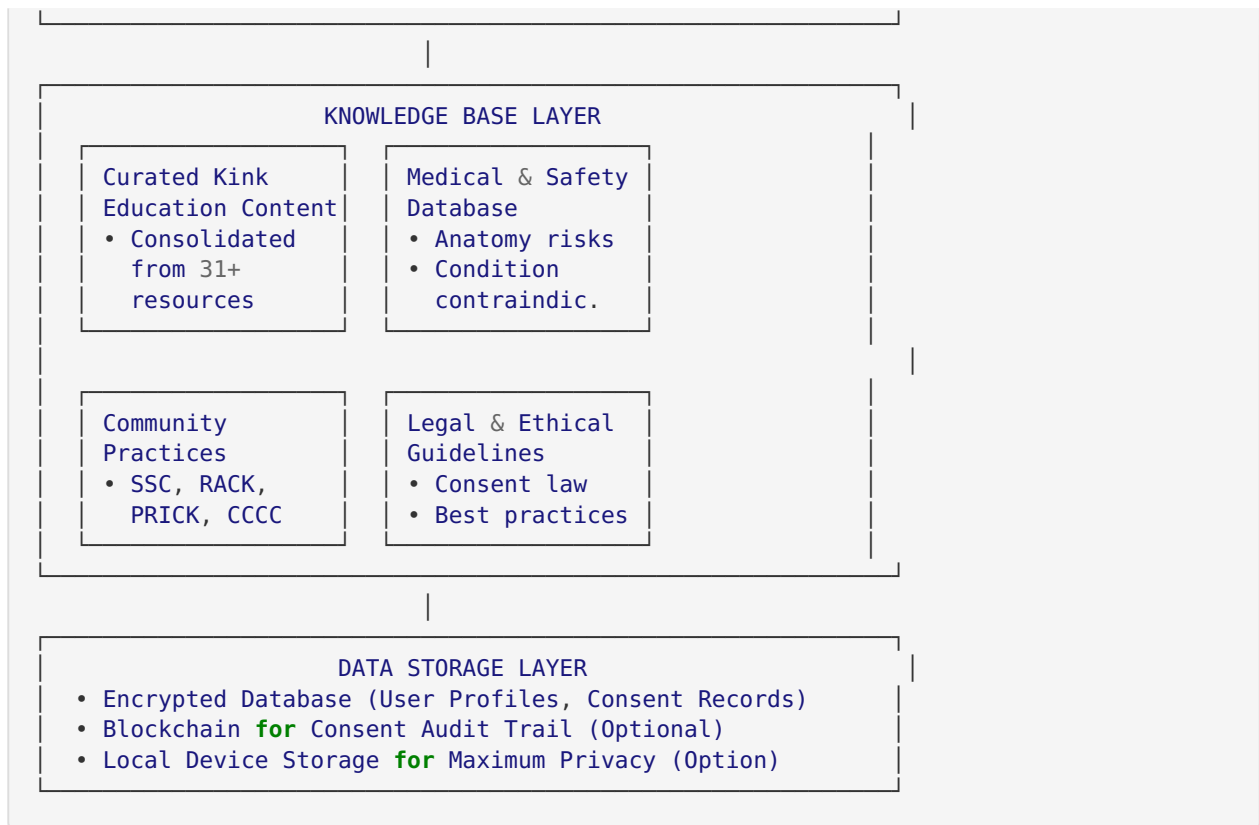 KNOWLEDGE BASE LAYER
Curated Kink Medical & Safety
Education Content Database
• Consolidated • Anatomy risks
from 31+ • Condition
resources contraindic.
Community Legal & Ethical
Practices Guidelines
• SSC, RACK, • Consent law
PRICK, CCCC • Best practices
DATA STORAGE LAYER
• Encrypted Database (User Profiles, Consent Records)
• Blockchain for Consent Audit Trail (Optional)
• Local Device Storage for Maximum Privacy (Option)